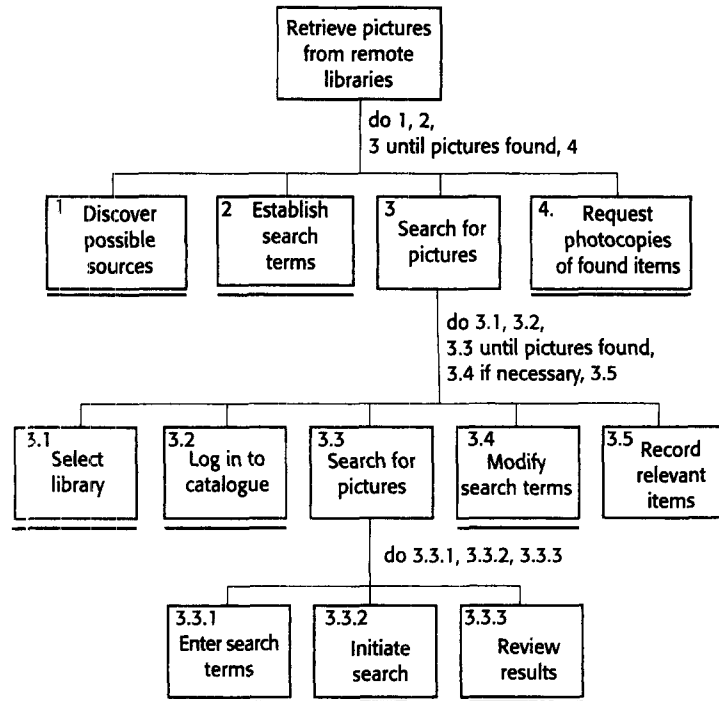 Retrieve pictures
from remote
libraries
do 1, 2,
3 until pictures found, 4
1 Discover
possible
sources
2 Establish
search
terms
3
Search for
pictures
4. Request
photocopies
of found items
do 3.1, 3.2,
3.3 until pictures found,
3.4 if necessary, 3.5
3.1
Select
library
3.2
Log in to
catalogue
3.3
Search for
pictures
3.4
Modify
search terms
3.5 Record
relevant
items
do 3.3.1, 3.3.2, 3.3.3
3.3.1
Enter search
terms
3.3.2
Initiate
search
3.3.3
Review
results